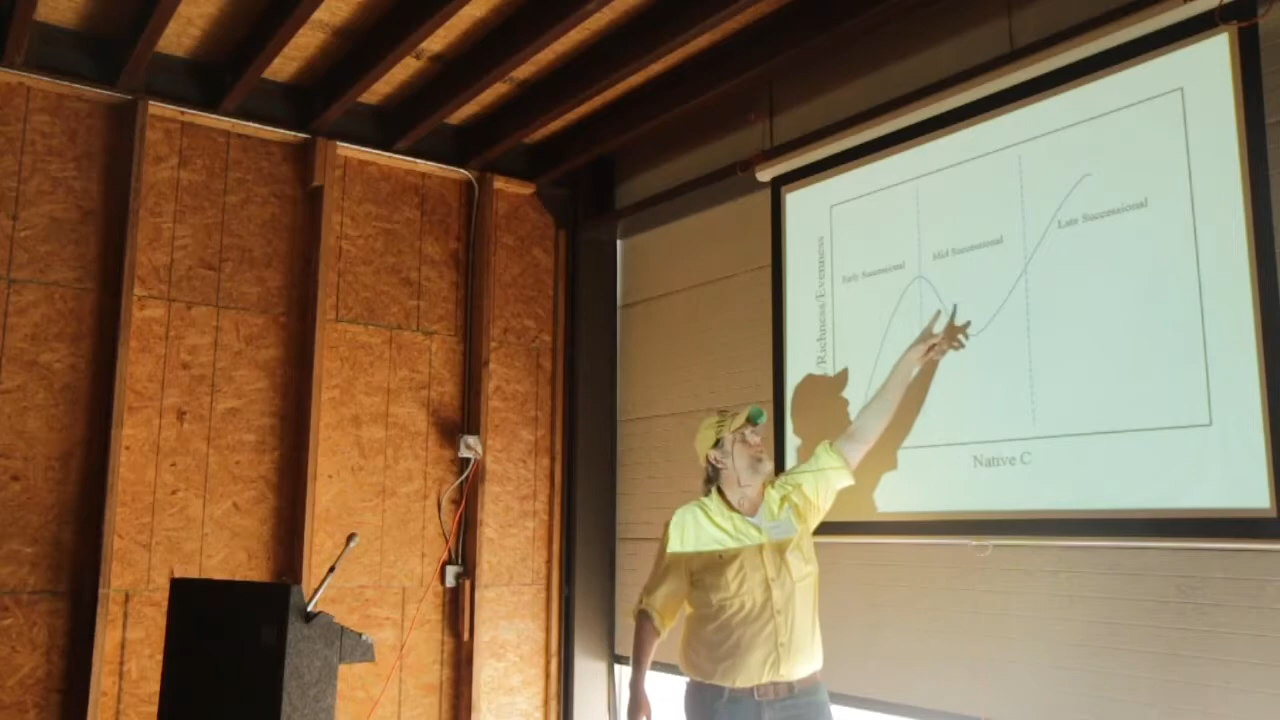 Early Successional
Mid Successional
Late Successional
/Richness/Evenness
Native C